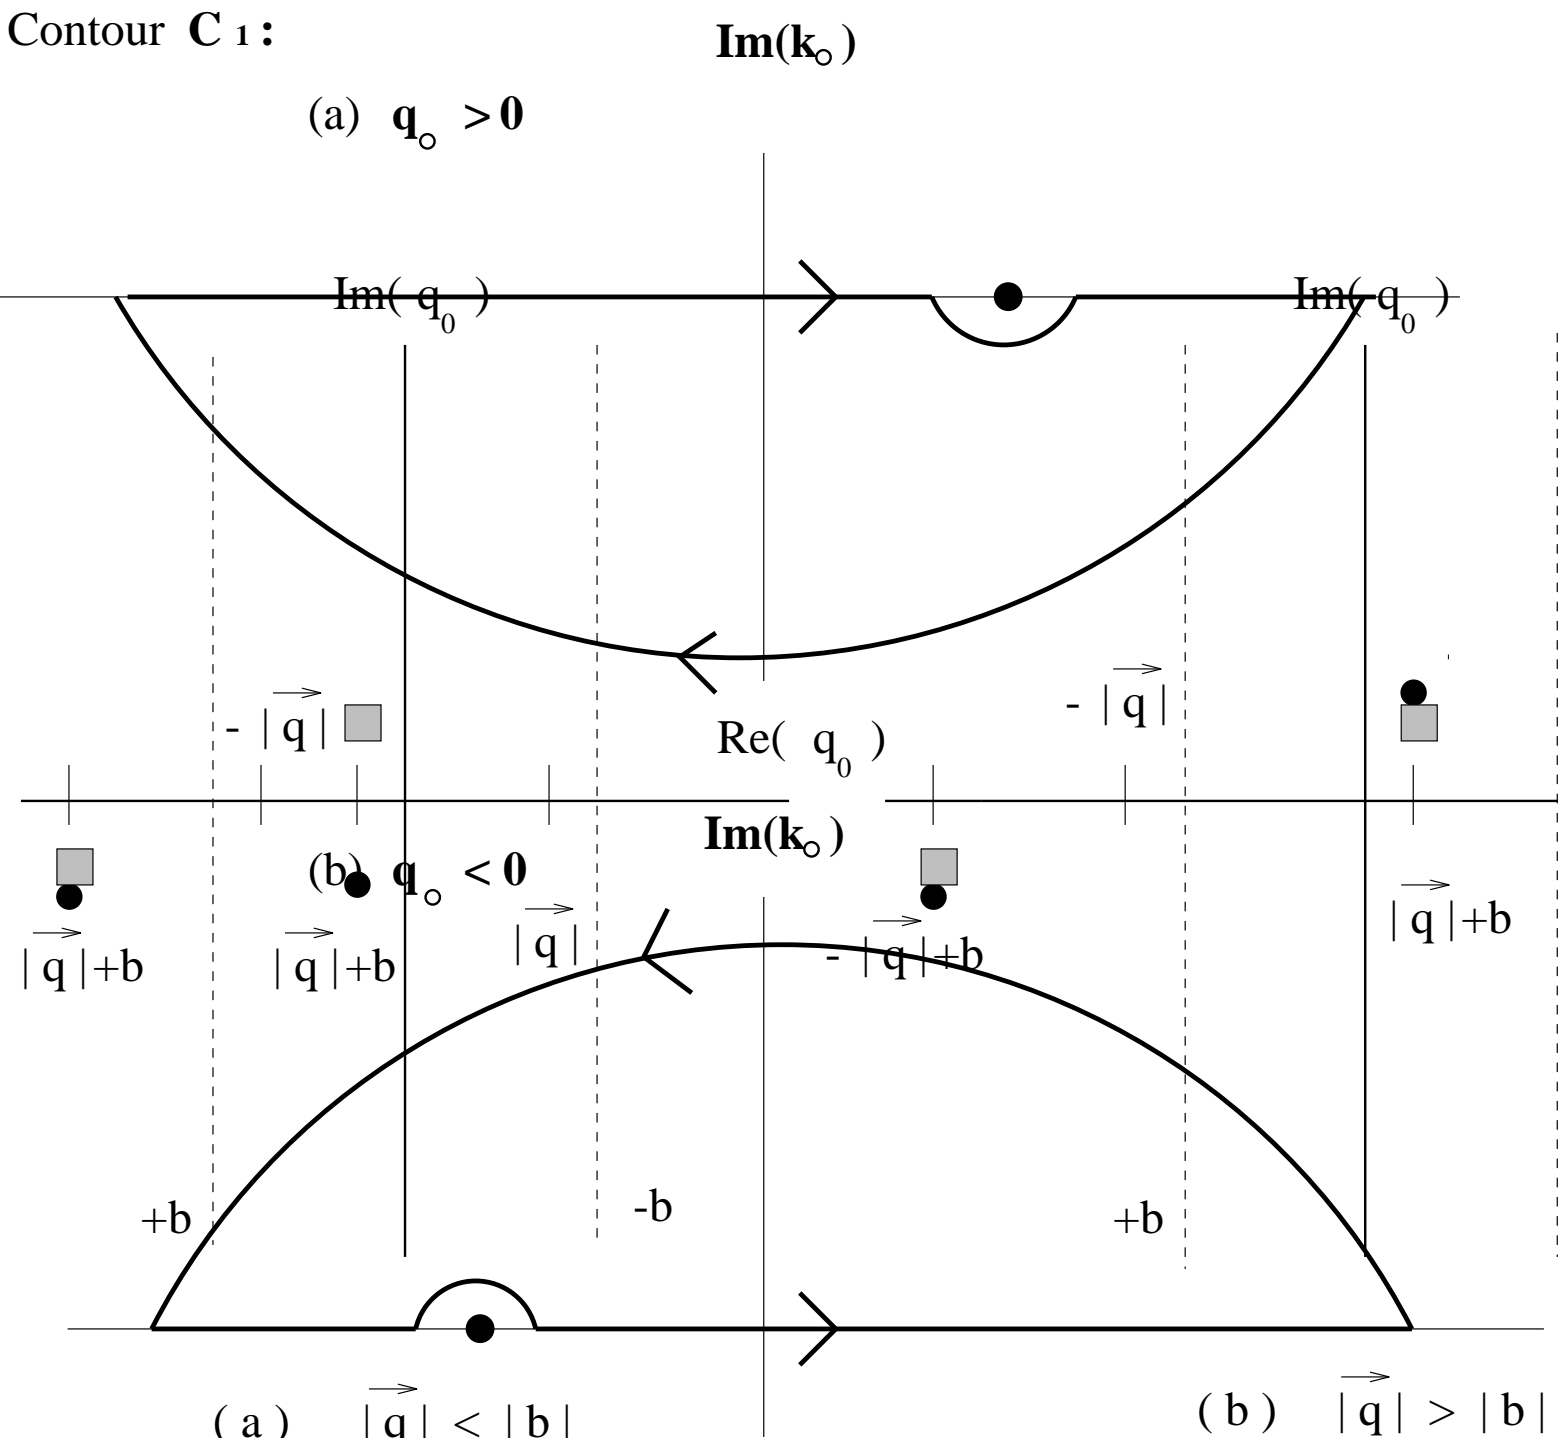 Contour C 1 :
Im(k○ )
(a) q○ > 0
Im( q0 )
Im( q0 )
- | q |
- | q |
Re( q0 )
Im(k○ )
(b) q○ < 0
| q |+b
| q |+b
| q |
- | q |+b
| q |+b
+b
-b
+b
( a ) | q | < | b |
( b ) | q | > | b |